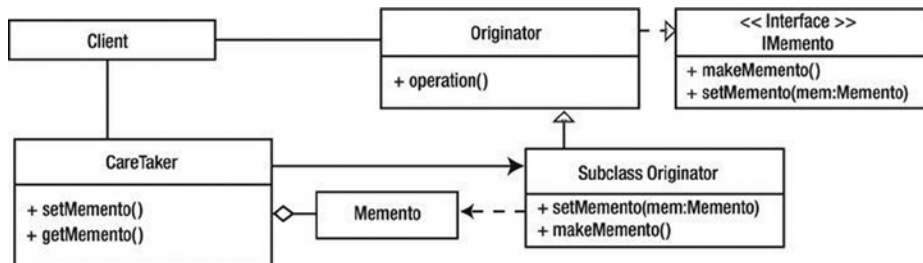 Client
Originator
+ operation()
<< Interface >>
IMemento
+ makeMemento()
+ setMemento(mem:Memento)
CareTaker
+ setMemento()
+ getMemento()
Memento
Subclass Originator
+ setMemento(mem:Memento)
+ makeMemento()